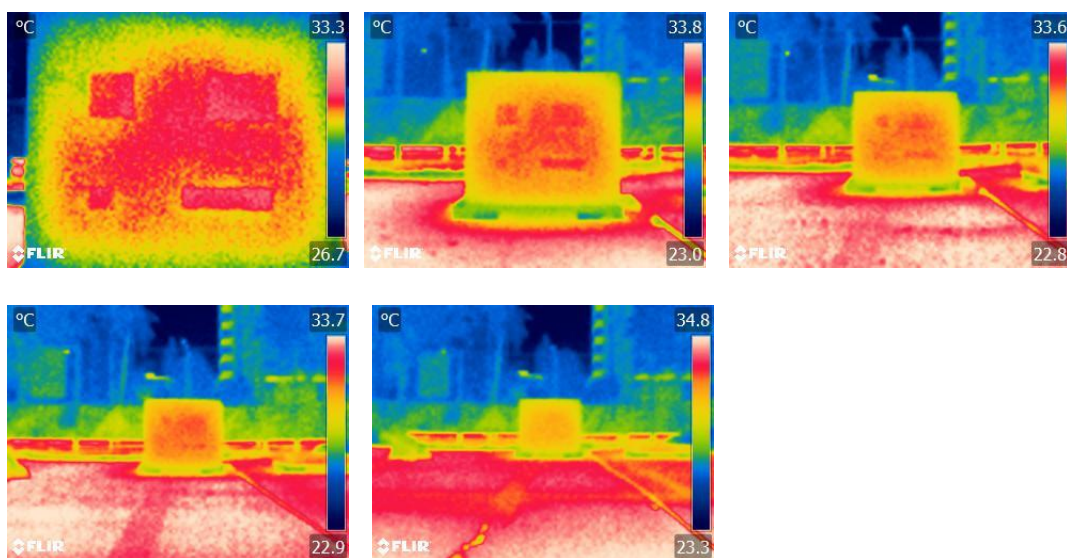 °C 33.3
FLIR 26.7
°C 33.8
FLIR 23.0
°C 33.6
FLIR 22.8
°C 33.7
FLIR 22.9
°C 34.8
FLIR 23.3